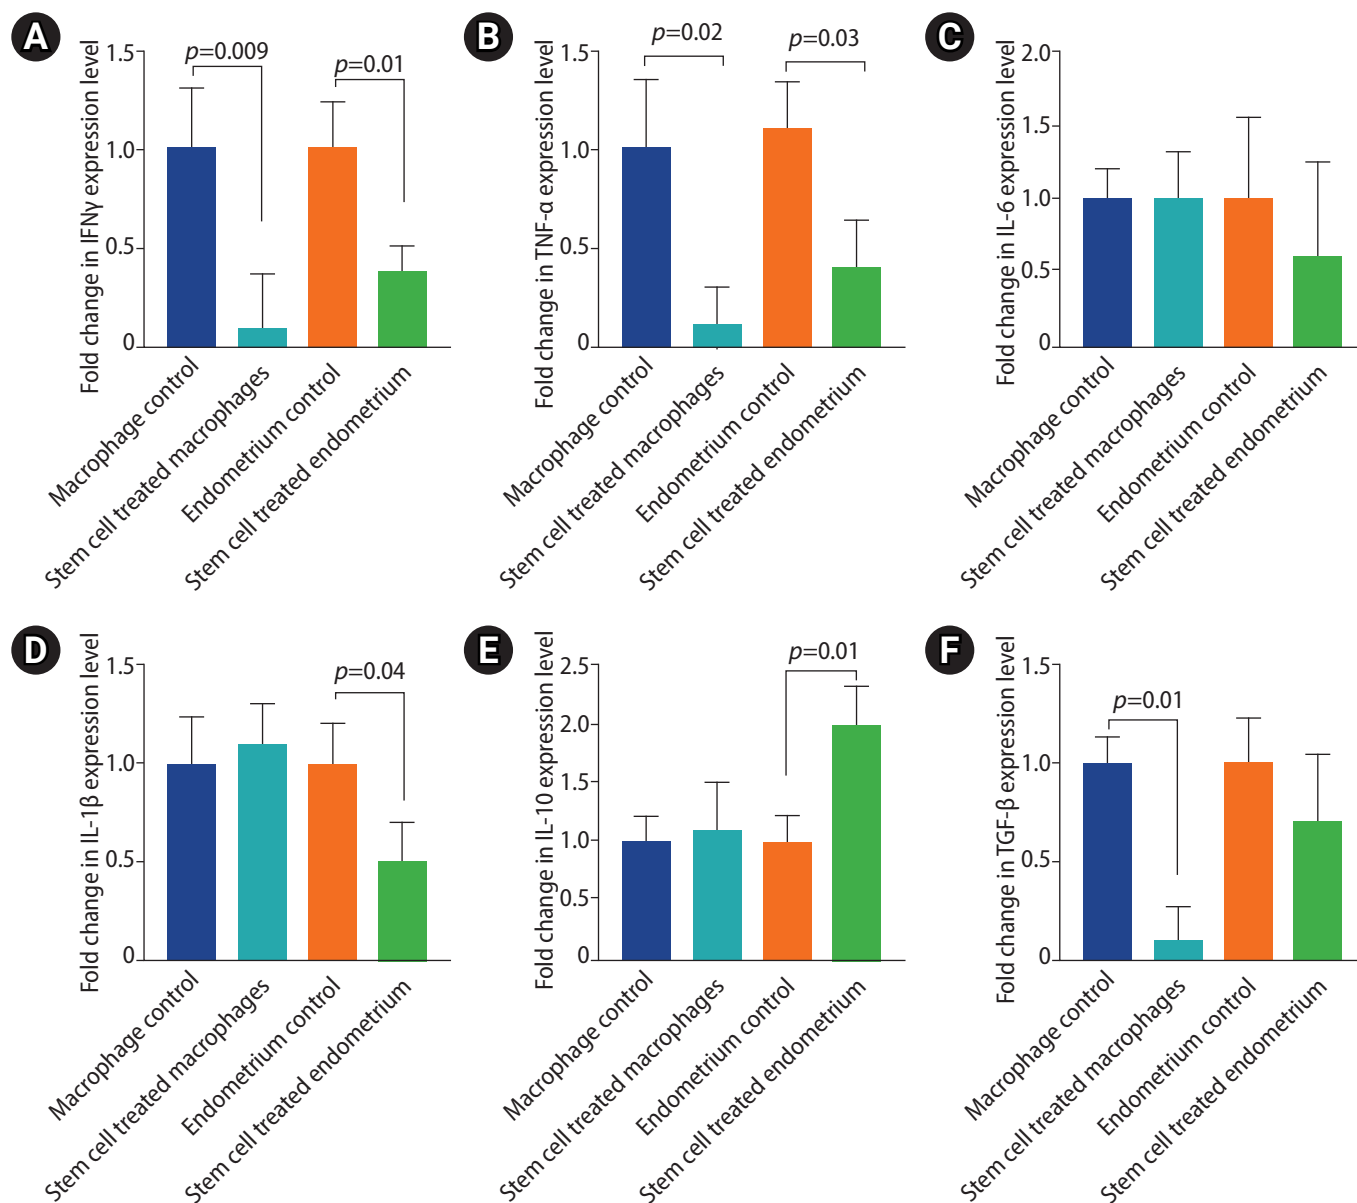 A
Fold change in IFNγ expression level
1.5
1.0
0.5
0
p=0.009
p=0.01
Macrophage control
Stem cell treated macrophages
Endometrium control
Stem cell treated endometrium
B
Fold change in TNF-α expression level
1.5
1.0
0.5
0
p=0.02
p=0.03
Macrophage control
Stem cell treated macrophages
Endometrium control
Stem cell treated endometrium
C
Fold change in IL-6 expression level
2.0
1.5
1.0
0.5
0
Macrophage control
Stem cell treated macrophages
Endometrium control
Stem cell treated endometrium
D
Fold change in IL-1β expression level
1.5
1.0
0.5
0
p=0.04
Macrophage control
Stem cell treated macrophages
Endometrium control
Stem cell treated endometrium
E
Fold change in IL-10 expression level
2.5
2.0
1.5
1.0
0.5
0
p=0.01
Macrophage control
Stem cell treated macrophages
Endometrium control
Stem cell treated endometrium
F
Fold change in TGF-β expression level
1.5
1.0
0.5
0
p=0.01
Macrophage control
Stem cell treated macrophages
Endometrium control
Stem cell treated endometrium